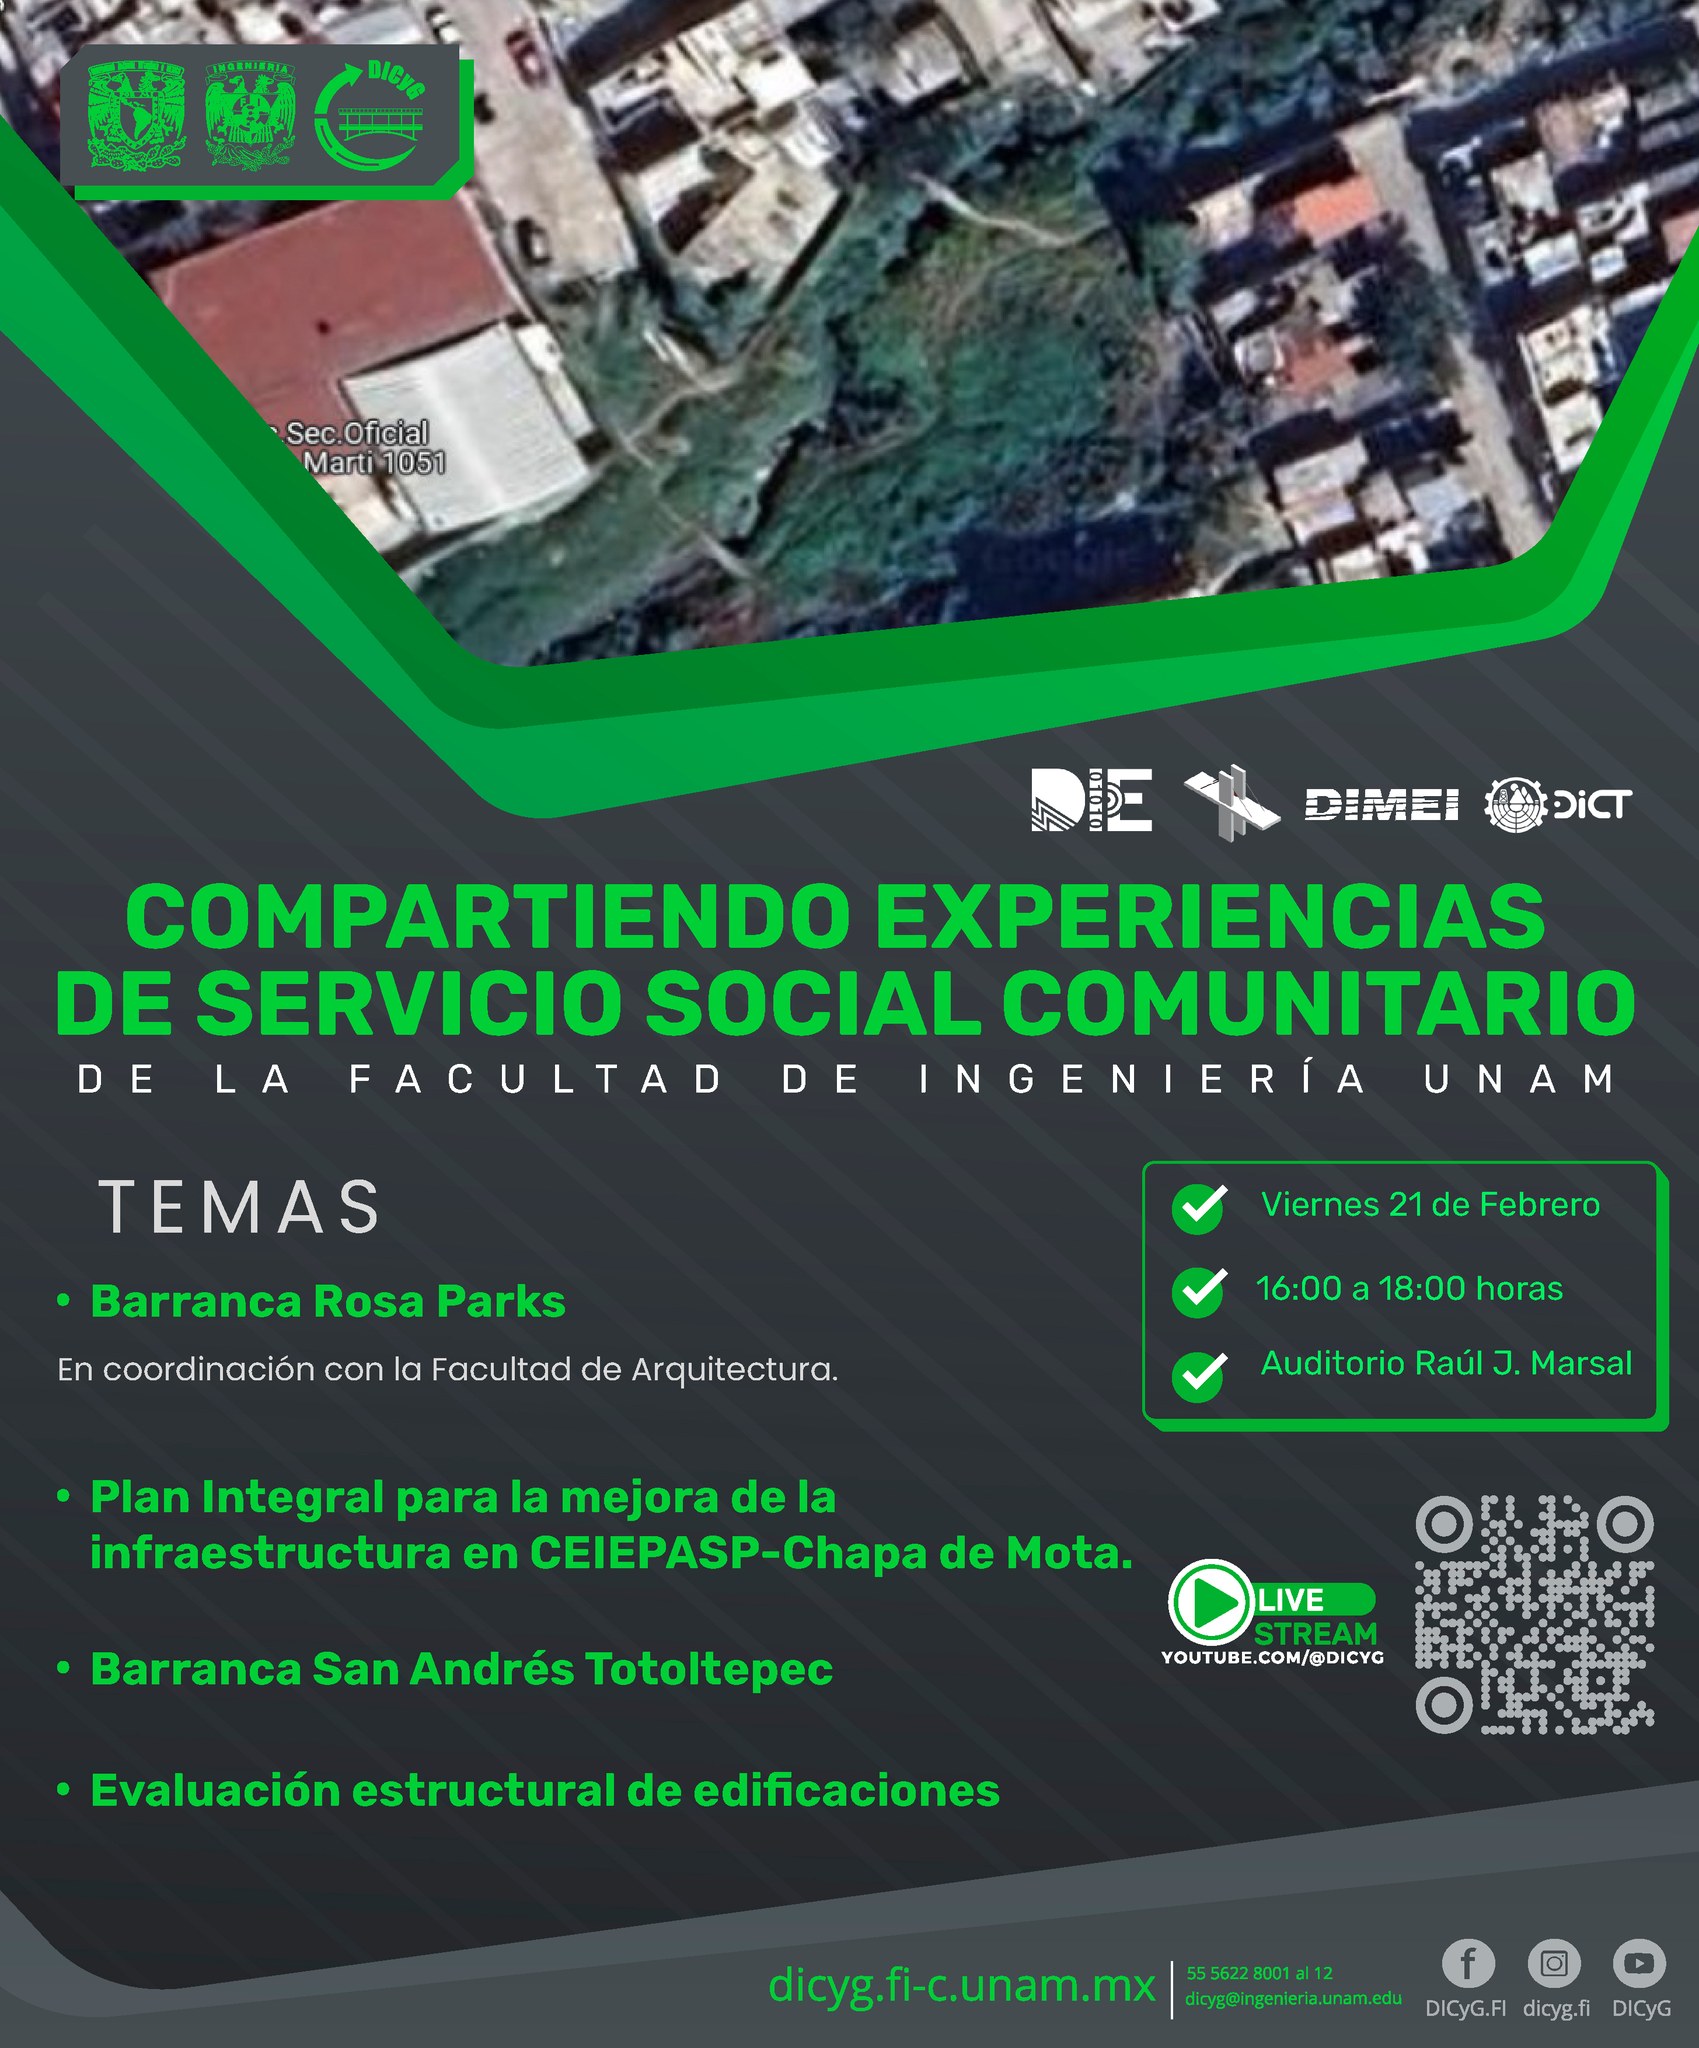 INGENIERIA
DICyG
.Sec.Oficial
Marti 1051
Google
DIE
DIMEI
DICT
COMPARTIENDO EXPERIENCIAS
DE SERVICIO SOCIAL COMUNITARIO
DE LA FACULTAD DE INGENIERÍA UNAM
TEMAS
• Barranca Rosa Parks
En coordinación con la Facultad de Arquitectura.
• Plan Integral para la mejora de la
infraestructura en CEIEPASP-Chapa de Mota.
• Barranca San Andrés Totoltepec
• Evaluación estructural de edificaciones
Viernes 21 de Febrero
16:00 a 18:00 horas
Auditorio Raúl J. Marsal
LIVE
STREAM
YOUTUBE.COM/@DICYG
dicyg.fi-c.unam.mx
55 5622 8001 al 12
dicyg@ingenieria.unam.edu
DICyG.FI
dicyg.fi
DICyG